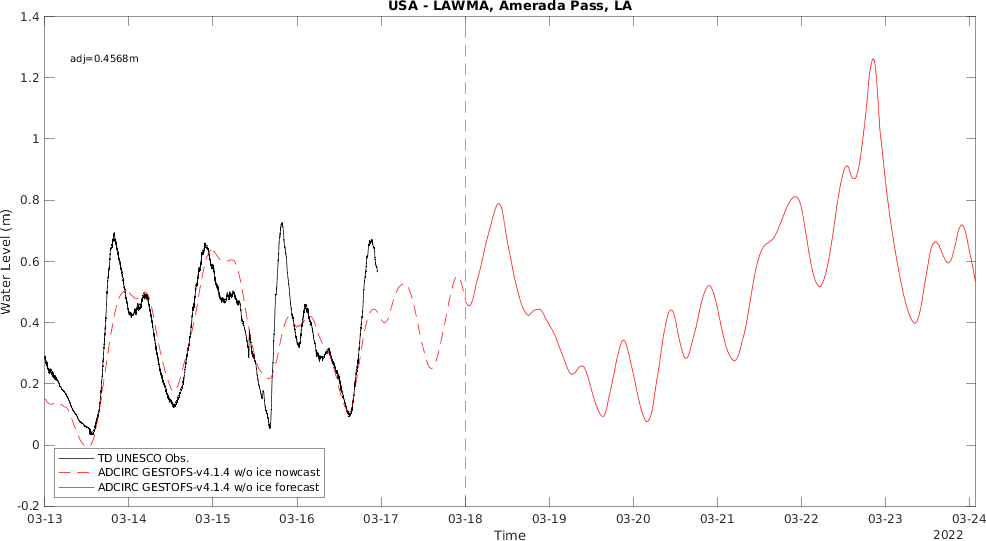 USA - LAWMA, Amerada Pass, LA
1.4
adj=0.4568m
1.2
1
0.8
0.6
0.4
0.2
0
-0.2
Water Level (m)
TD UNESCO Obs.
ADCIRC GESTOFS-v4.1.4 w/o ice nowcast
ADCIRC GESTOFS-v4.1.4 w/o ice forecast
03-13 03-14 03-15 03-16 03-17 03-18 03-19 03-20 03-21 03-22 03-23 03-24
Time
2022